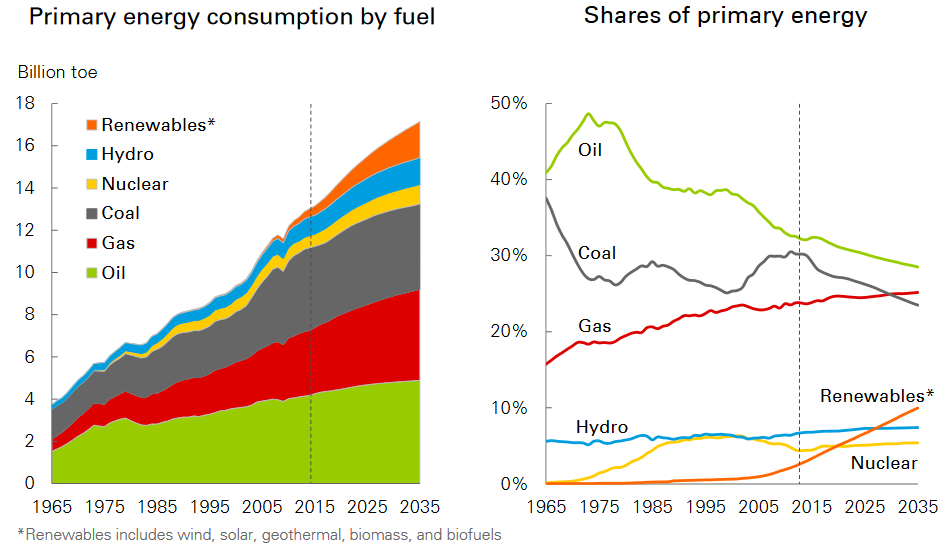 Primary energy consumption by fuel
Billion toe
18
16
14
12
10
8
6
4
2
0
Renewables*
Hydro
Nuclear
Coal
Gas
Oil
1965 1975 1985 1995 2005 2015 2025 2035
*Renewables includes wind, solar, geothermal, biomass, and biofuels
Shares of primary energy
50%
40%
30%
20%
10%
0%
Oil
Coal
Gas
Renewables*
Hydro
Nuclear
1965 1975 1985 1995 2005 2015 2025 2035